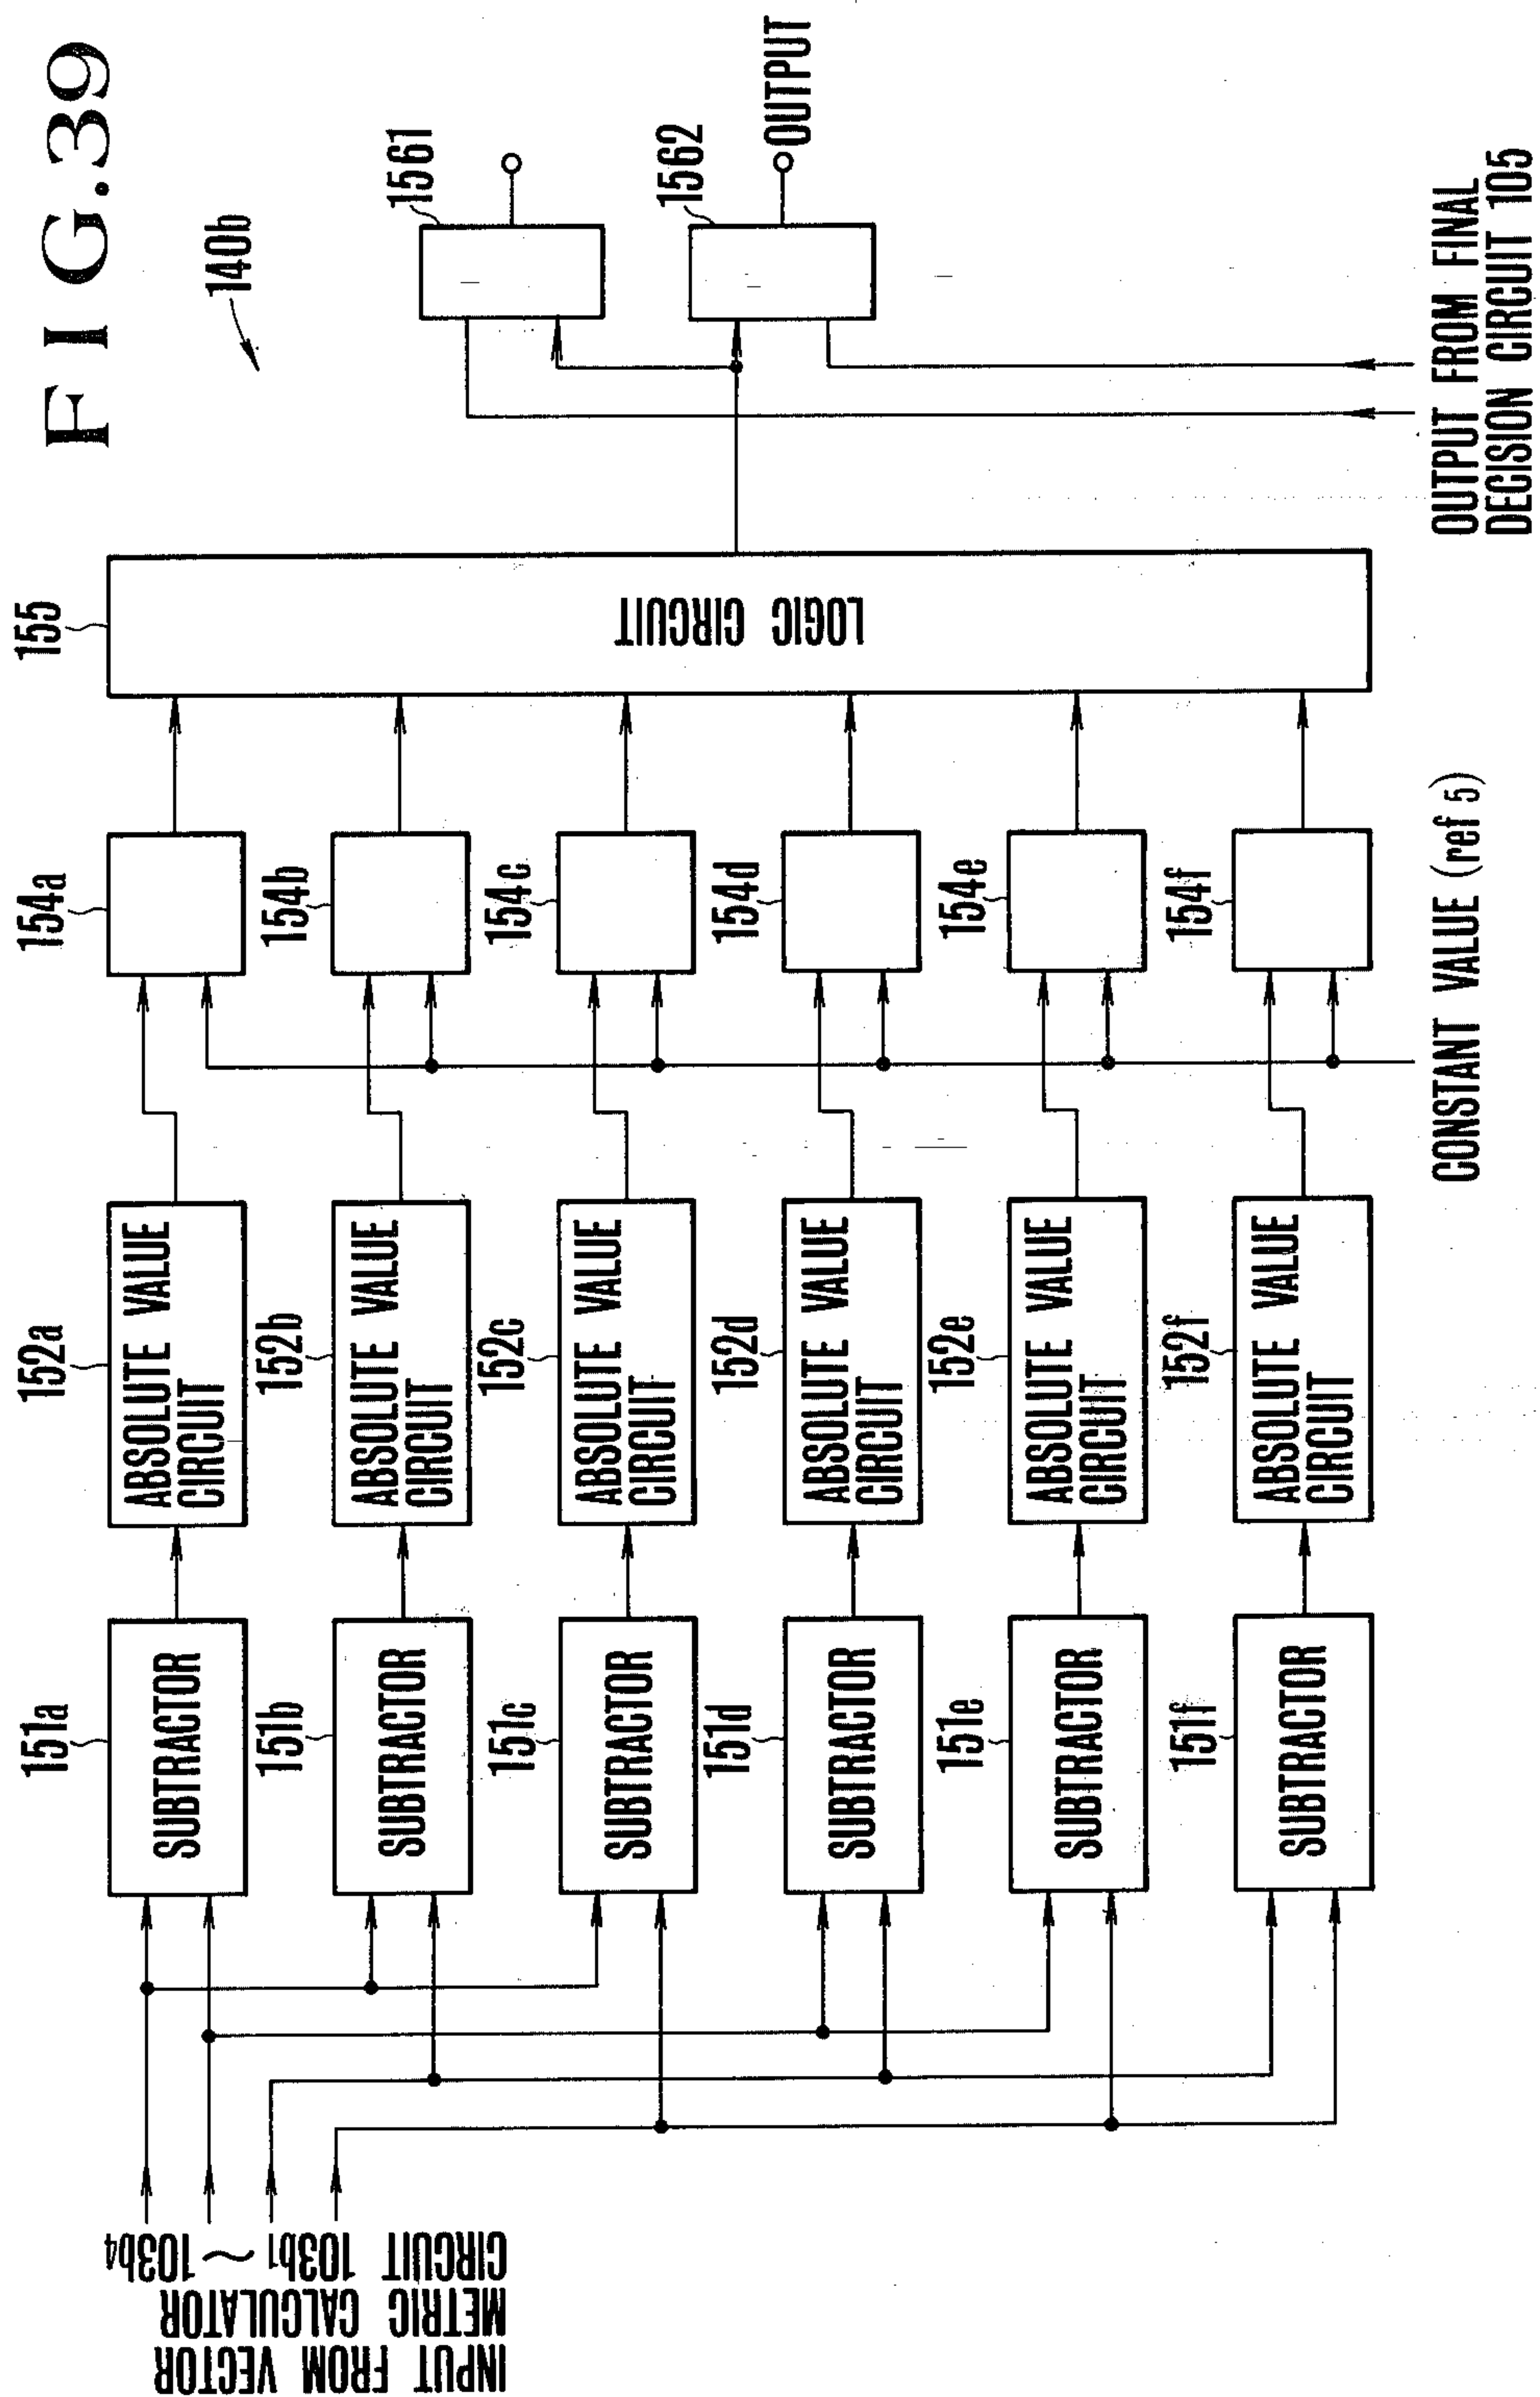 FIG.39
140b
151a
SUBTRACTOR
152a
ABSOLUTE VALUE
CIRCUIT
154a
155
LOGIC CIRCUIT
1561
1562
OUTPUT
151b
SUBTRACTOR
152b
ABSOLUTE VALUE
CIRCUIT
154b
151c
SUBTRACTOR
152c
ABSOLUTE VALUE
CIRCUIT
154c
151d
SUBTRACTOR
152d
ABSOLUTE VALUE
CIRCUIT
154d
151e
SUBTRACTOR
152e
ABSOLUTE VALUE
CIRCUIT
154e
151f
SUBTRACTOR
152f
ABSOLUTE VALUE
CIRCUIT
154f
INPUT FROM VECTOR
METRIC CALCULATOR
CIRCUIT 103b1 ~ 103b4
CONSTANT VALUE (ref 5)
OUTPUT FROM FINAL
DECISION CIRCUIT 105